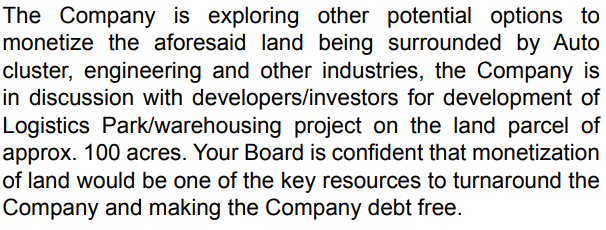 The Company is exploring other potential options to
monetize the aforesaid land being surrounded by Auto
cluster, engineering and other industries, the Company is
in discussion with developers/investors for development of
Logistics Park/warehousing project on the land parcel of
approx. 100 acres. Your Board is confident that monetization
of land would be one of the key resources to turnaround the
Company and making the Company debt free.